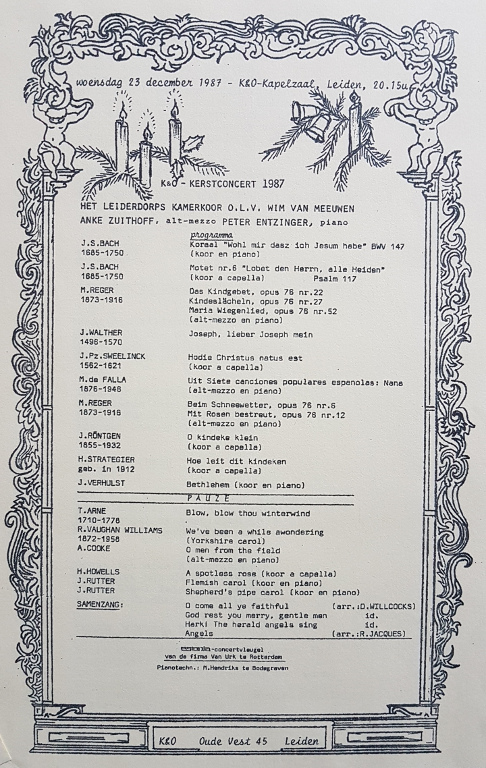 woensdag 23 december 1987 - K&O-Kapelzaal, Leiden, 20.15u.
K&O - KERSTCONCERT 1987
HET LEIDERDORPS KAMERKOOR O.L.V. WIM VAN MEEUWEN
ANKE ZUITHOFF, alt-mezzo PETER ENTZINGER, piano
programma
J.S.BACH Koraal "Wohl mir dasz ich Jesum habe" BWV 147
1685-1750 (koor en piano)
J.S.BACH Motet nr.6 "Lobet den Herrn, alle Heiden"
1685-1750 (koor a capella) Psalm 117
M.REGER Das Kindgebet, opus 76 nr.22
1873-1916 Kindeslächeln, opus 76 nr.27
Maria Wiegenlied, opus 76 nr.52
(alt-mezzo en piano)
J.WALTHER Joseph, lieber Joseph mein
1496-1570
J.Pz.SWEELINCK Hodie Christus natus est
1562-1621 (koor a capella)
M.de FALLA Uit Siete canciones populares espanolas: Nana
1876-1946 (alt-mezzo en piano)
M.REGER Beim Schneewetter, opus 76 nr.6
1873-1916 Mit Rosen bestreut, opus 76 nr.12
(alt-mezzo en piano)
J.RÖNTGEN O kindeke klein
1855-1932 (koor a capella)
H.STRATEGIER Hoe leit dit kindeken
geb. in 1912 (koor a capella)
J.VERHULST Bethlehem (koor en piano)
PAUZE
T.ARNE Blow, blow thou winterwind
1710-1778
R.VAUGHAN WILLIAMS We've been a while awondering
1872-1958 (Yorkshire carol)
A.COOKE O men from the field
(alt-mezzo en piano)
H.HOWELLS A spotless rose (koor a capella)
J.RUTTER Flemish carol (koor en piano)
J.RUTTER Shepherd's pipe carol (koor en piano)
SAMENZANG: O come all ye faithful (arr.:D.WILLCOCKS)
God rest you merry, gentle men id.
Hark! The herald angels sing id.
Angels (arr.:R.JACQUES)
-concertvleugel
van de firma Van Urk te Rotterdam
Pianotechn.: M.Hendriks te Bodegraven
K&O Oude Vest 45 Leiden